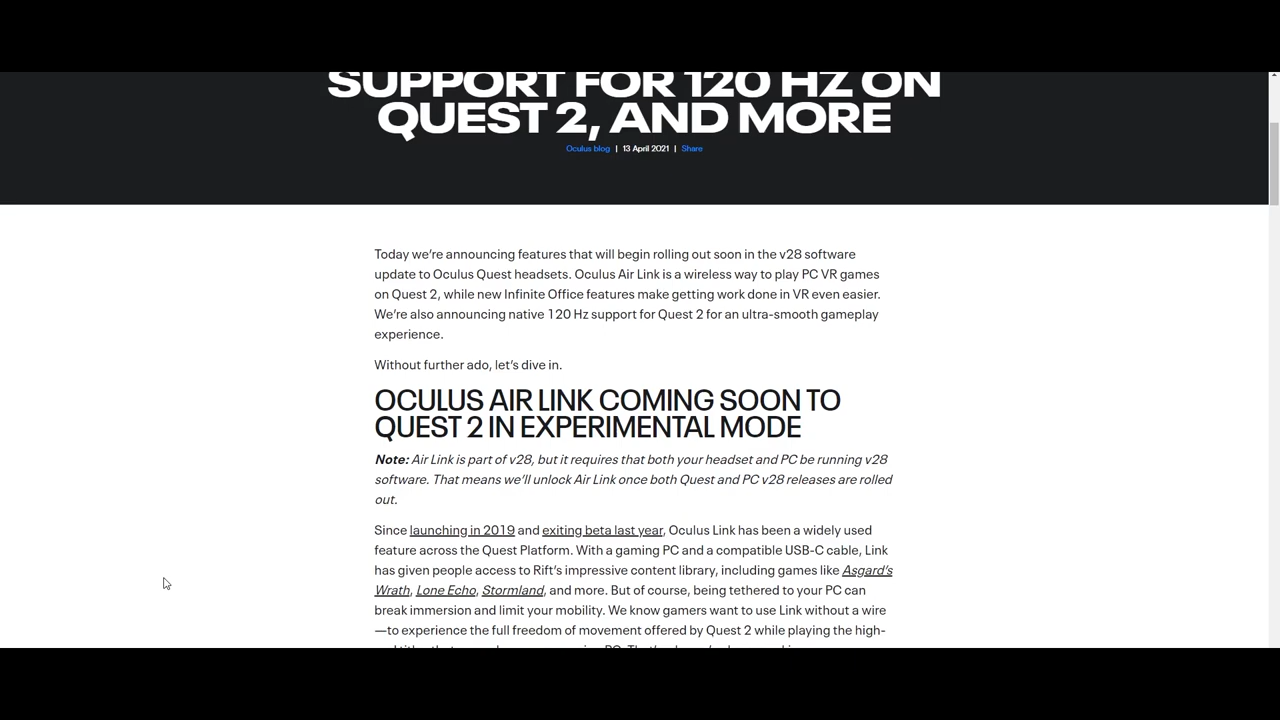 SUPPORT FOR 120 HZ ON
QUEST 2, AND MORE
Oculus blog | 13 April 2021 | Share
Today we're announcing features that will begin rolling out soon in the v28 software
update to Oculus Quest headsets. Oculus Air Link is a wireless way to play PC VR games
on Quest 2, while new Infinite Office features make getting work done in VR even easier.
We're also announcing native 120 Hz support for Quest 2 for an ultra-smooth gameplay
experience.
Without further ado, let's dive in.
OCULUS AIR LINK COMING SOON TO
QUEST 2 IN EXPERIMENTAL MODE
Note: Air Link is part of v28, but it requires that both your headset and PC be running v28
software. That means we'll unlock Air Link once both Quest and PC v28 releases are rolled
out.
Since launching in 2019 and exiting beta last year, Oculus Link has been a widely used
feature across the Quest Platform. With a gaming PC and a compatible USB-C cable, Link
has given people access to Rift's impressive content library, including games like Asgard's
Wrath, Lone Echo, Stormland, and more. But of course, being tethered to your PC can
break immersion and limit your mobility. We know gamers want to use Link without a wire
—to experience the full freedom of movement offered by Quest 2 while playing the high-